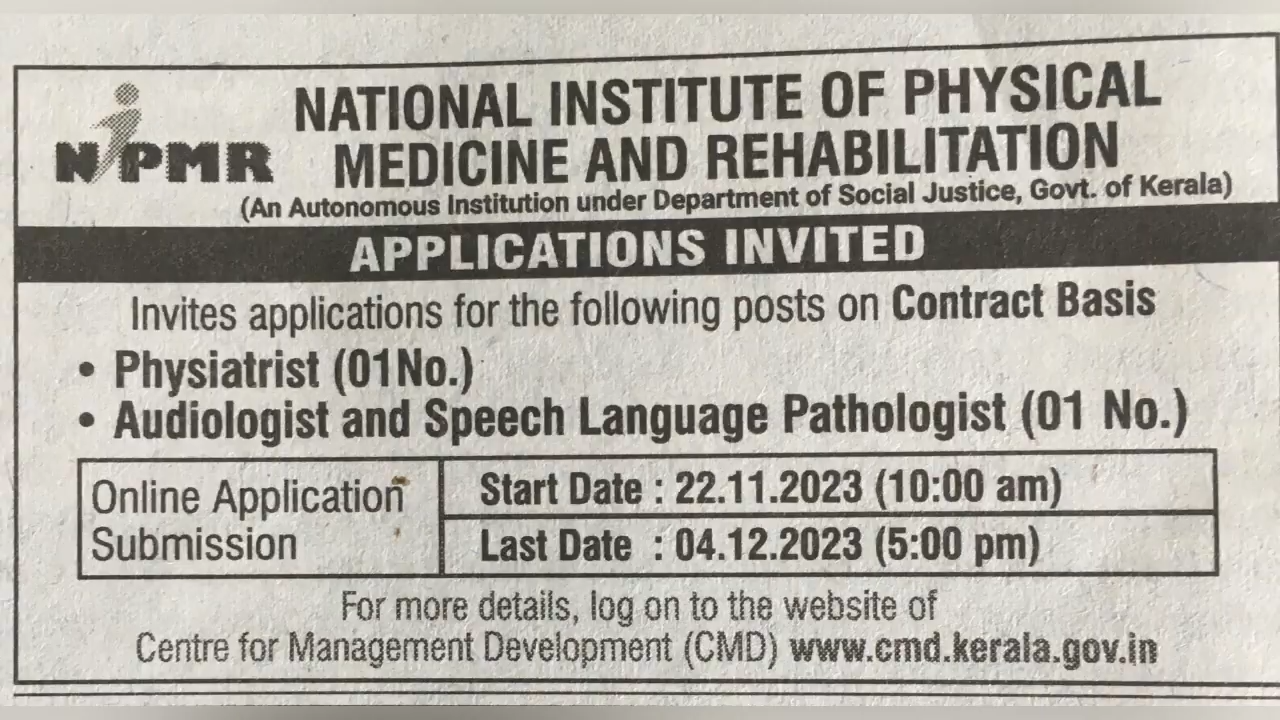 NIPMR
NATIONAL INSTITUTE OF PHYSICAL
MEDICINE AND REHABILITATION
(An Autonomous Institution under Department of Social Justice, Govt. of Kerala)
APPLICATIONS INVITED
Invites applications for the following posts on Contract Basis
• Physiatrist (01No.)
• Audiologist and Speech Language Pathologist (01 No.)
Online Application
Submission
Start Date : 22.11.2023 (10:00 am)
Last Date : 04.12.2023 (5:00 pm)
For more details, log on to the website of
Centre for Management Development (CMD) www.cmd.kerala.gov.in